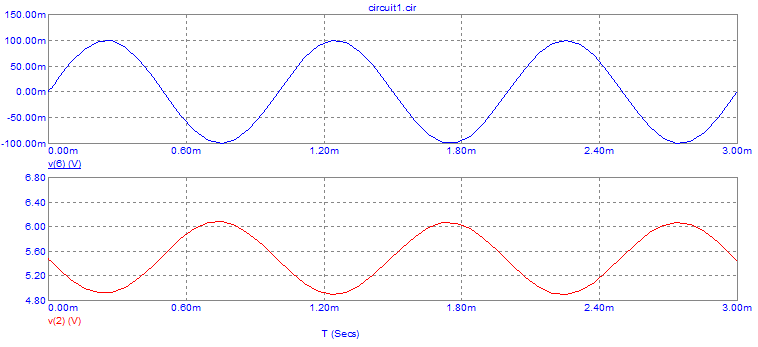 circuit1.cir
150.00m
100.00m
50.00m
0.00m
-50.00m
-100.00m
0.00m 0.60m 1.20m 1.80m 2.40m 3.00m
v(6) (V)
6.80
6.40
6.00
5.60
5.20
4.80
0.00m 0.60m 1.20m 1.80m 2.40m 3.00m
v(2) (V)
T (Secs)